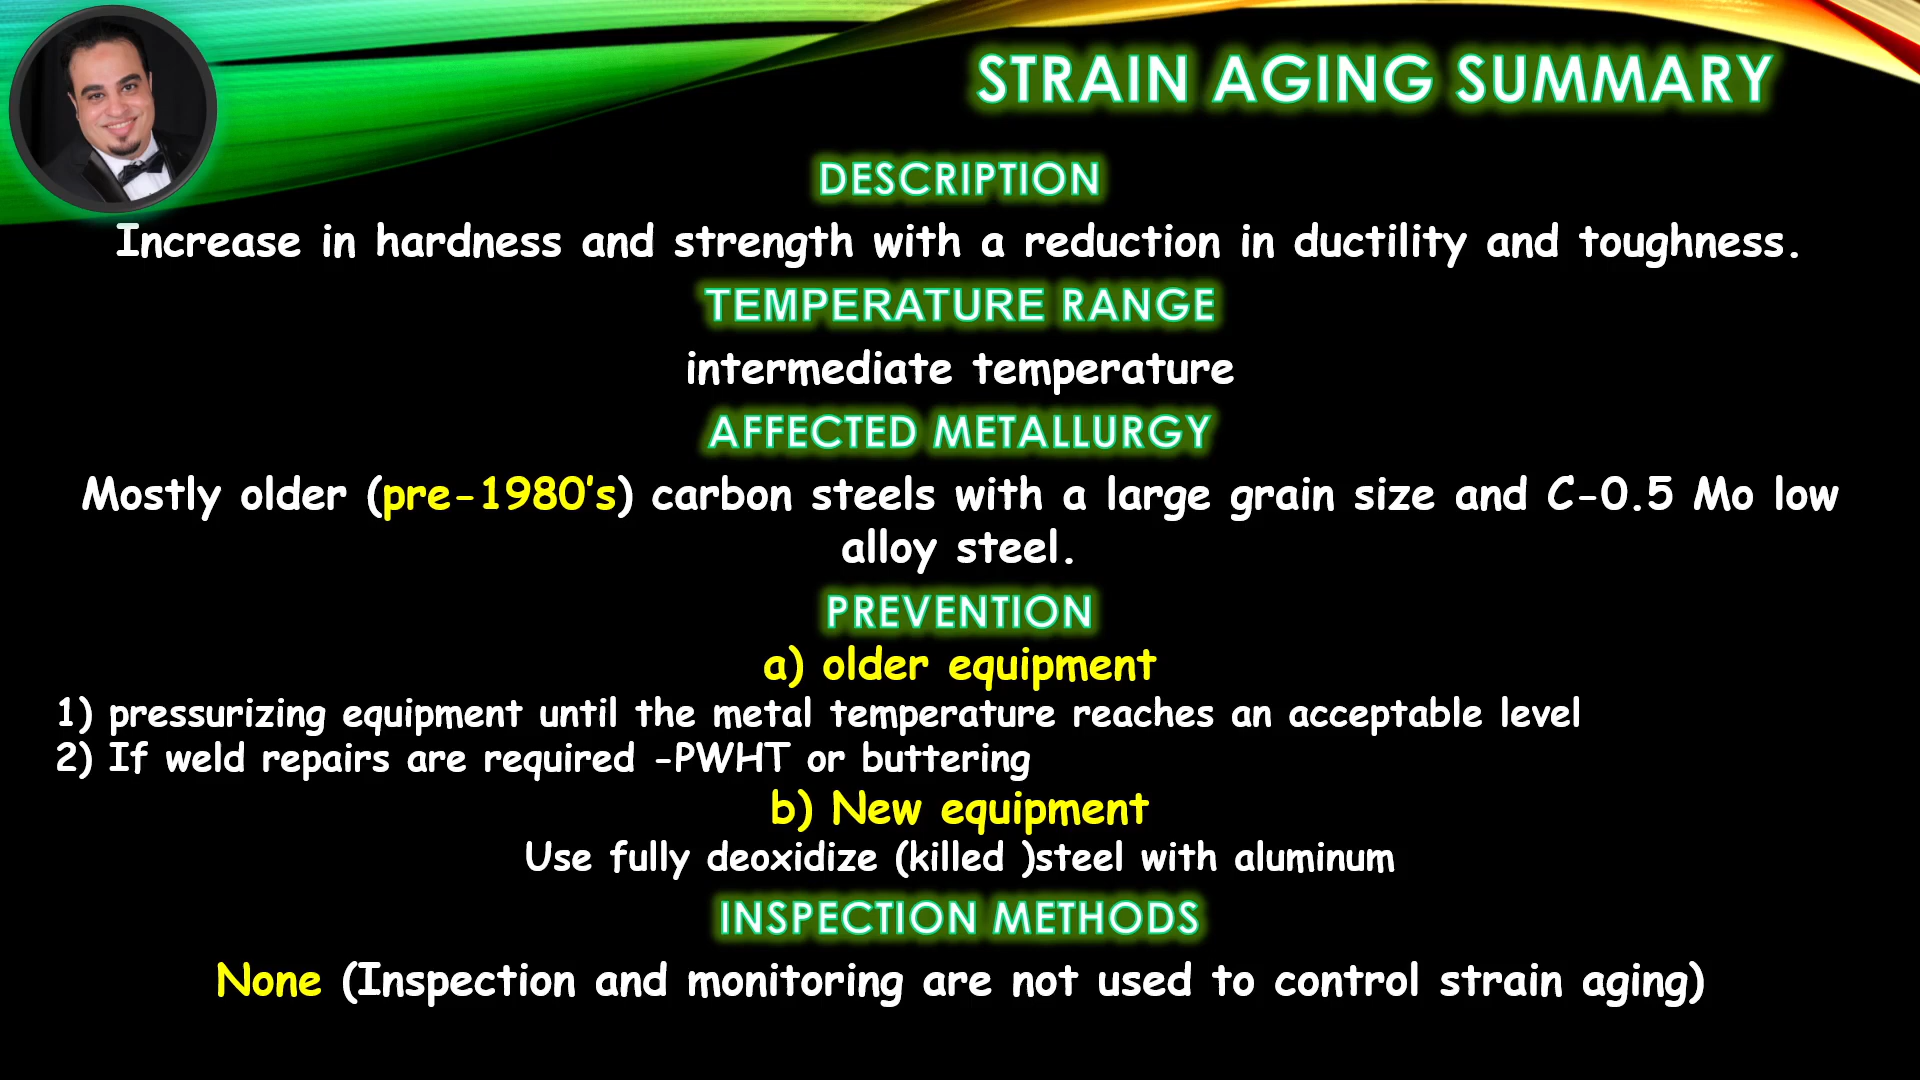 STRAIN AGING SUMMARY
DESCRIPTION
Increase in hardness and strength with a reduction in ductility and toughness.
TEMPERATURE RANGE
intermediate temperature
AFFECTED METALLURGY
Mostly older (pre-1980's) carbon steels with a large grain size and C-0.5 Mo low
alloy steel.
PREVENTION
a) older equipment
1) pressurizing equipment until the metal temperature reaches an acceptable level
2) If weld repairs are required -PWHT or buttering
b) New equipment
Use fully deoxidize (killed )steel with aluminum
INSPECTION METHODS
None (Inspection and monitoring are not used to control strain aging)